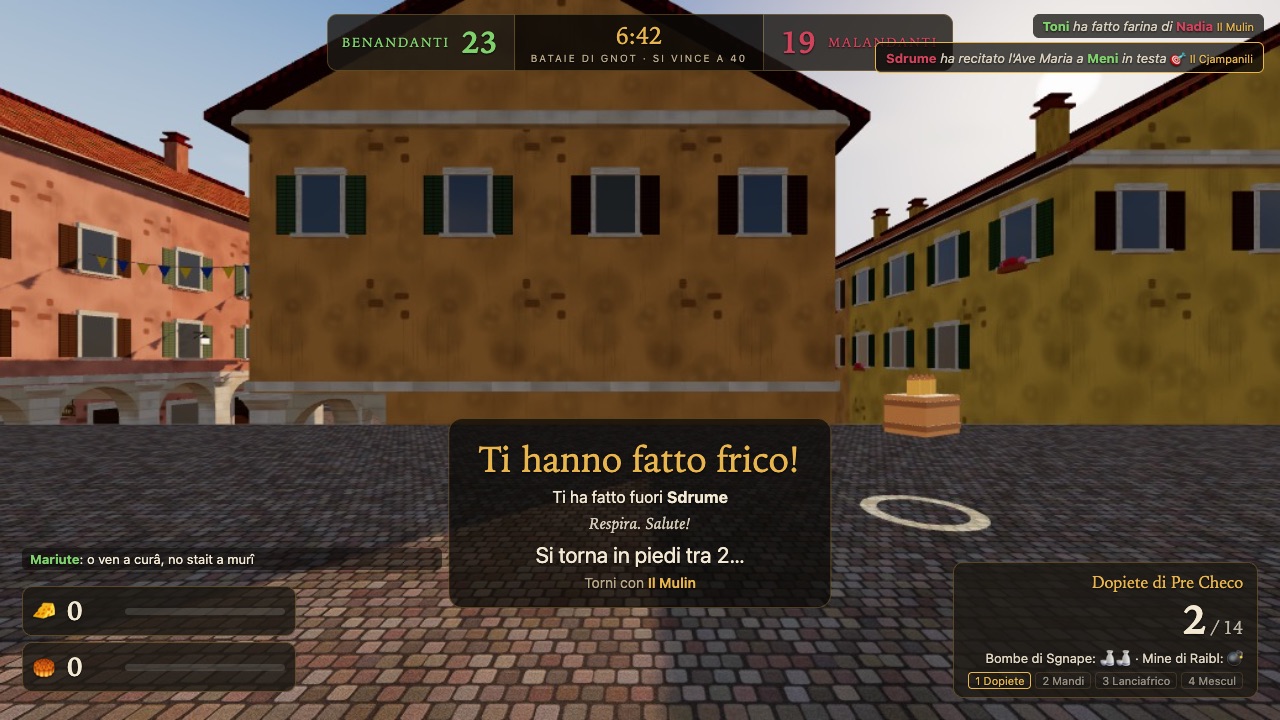 BENANDANTI 23
6:42
BATAIE DI GNOT · SI VINCE A 40
19 MALANDANTI
Toni ha fatto farina di Nadia Il Mulin
Sdrume ha recitato l'Ave Maria a Meni in testa 🎯 Il Cjampanili
Ti hanno fatto frico!
Ti ha fatto fuori Sdrume
Respira. Salute!
Si torna in piedi tra 2...
Torni con Il Mulin
Mariute: o ven a curâ, no stait a murî
0
0
Dopiete di Pre Checo
2 / 14
Bombe di Sgnape: · Mine di Raibl:
1 Dopiete 2 Mandi 3 Lanciafrico 4 Mescul